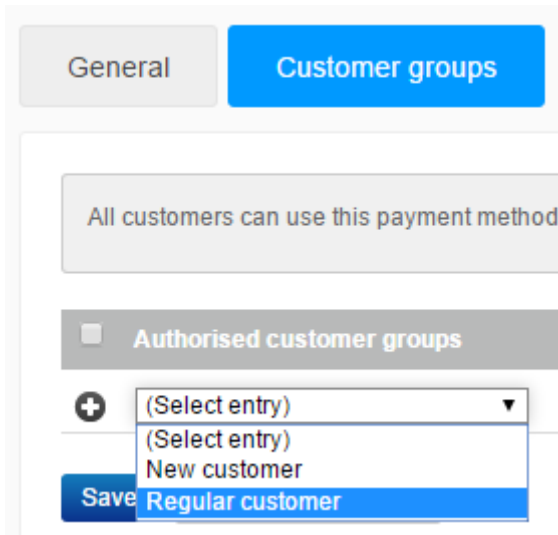 General
Customer groups
All customers can use this payment method
Authorised customer groups
(Select entry)
(Select entry)
New customer
Save
Regular customer